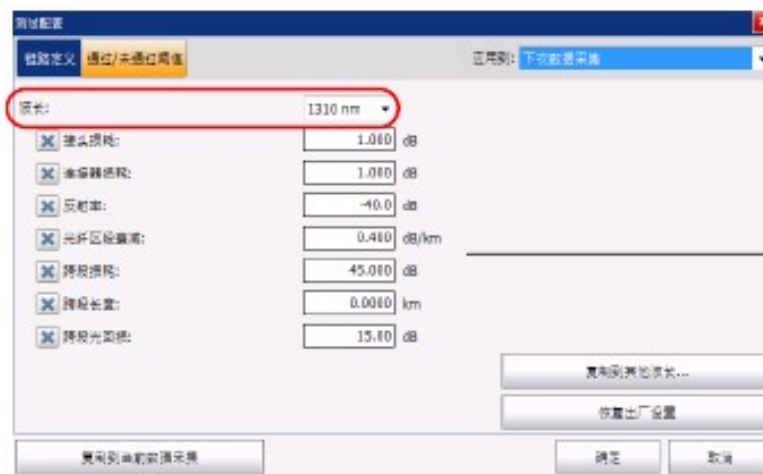 测试配置
链路定义 通过/未通过阈值 应用到: 下次数据采集
波长: 1310 nm
接头损耗: 1.000 dB
连接器损耗: 1.000 dB
反射率: -40.0 dB
光纤区段衰减: 0.400 dB/km
跨段损耗: 45.000 dB
跨段长度: 0.0000 km
跨段光回损: 15.00 dB
复制到其他波长...
恢复出厂设置
复制到当前数据采集 确定 取消